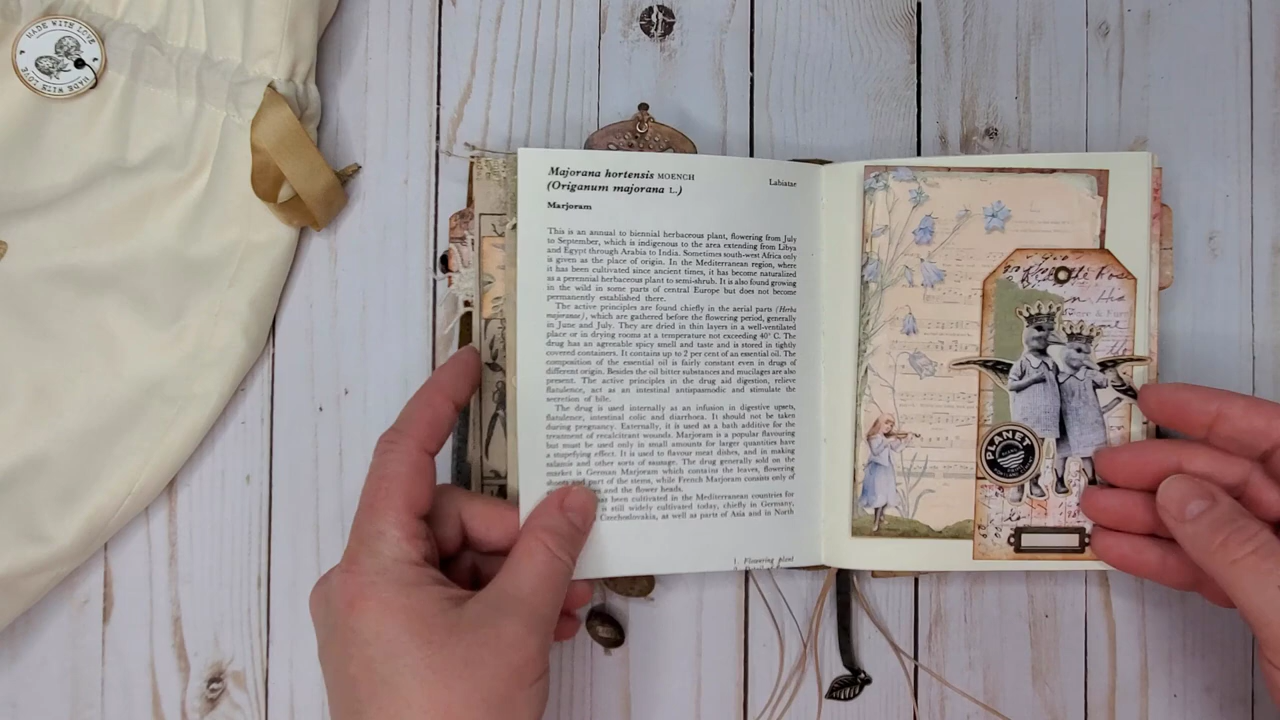 MADE WITH LOVE
MADE WITH LOVE
Majorana hortensis MOENCH
(Origanum majorana L.)
Labiatae
Marjoram
This is an annual to biennial herbaceous plant, flowering from July
to September, which is indigenous to the area extending from Libya
and Egypt through Arabia to India. Sometimes south-west Africa only
is given as the place of origin. In the Mediterranean region, where
it has been cultivated since ancient times, it has become naturalized
as a perennial herbaceous plant to semi-shrub. It is also found growing
in the wild in some parts of central Europe but does not become
permanently established there.
The active principles are found chiefly in the aerial parts (Herba
majoranae), which are gathered before the flowering period, generally
in June and July. They are dried in thin layers in a well-ventilated
place or in drying rooms at a temperature not exceeding 40° C. The
drug has an agreeable spicy smell and taste and is stored in tightly
covered containers. It contains up to 2 per cent of an essential oil. The
composition of the essential oil is fairly constant even in drugs of
different origin. Besides the oil bitter substances and mucilages are also
present. The active principles in the drug aid digestion, relieve
flatulence, act as an intestinal antispasmodic and stimulate the
secretion of bile.
The drug is used internally as an infusion in digestive upsets,
flatulence, intestinal colic and diarrhoea. It should not be taken
during pregnancy. Externally, it is used as a bath additive for the
treatment of recalcitrant wounds. Marjoram is a popular flavouring
but must be used only in small amounts for larger quantities have
a stupefying effect. It is used to flavour meat dishes, and in making
salamis and other sorts of sausage. The drug generally sold on the
market is German Marjoram which contains the leaves, flowering
shoots and part of the stems, while French Marjoram consists only of
and the flower heads.
has been cultivated in the Mediterranean countries for
is still widely cultivated today, chiefly in Germany,
Czechoslovakia, as well as parts of Asia and in North
1. Flowering plant
PLANET